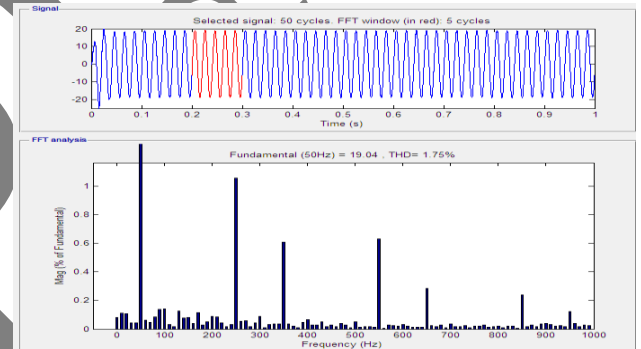 Signal
Selected signal: 50 cycles. FFT window (in red): 5 cycles
20
10
0
-10
-20
0 0.1 0.2 0.3 0.4 0.5 0.6 0.7 0.8 0.9 1
Time (s)
FFT analysis
Fundamental (50Hz) = 19.04 , THD= 1.75%
Mag (% of Fundamental)
1
0.8
0.6
0.4
0.2
0
0 100 200 300 400 500 600 700 800 900 1000
Frequency (Hz)